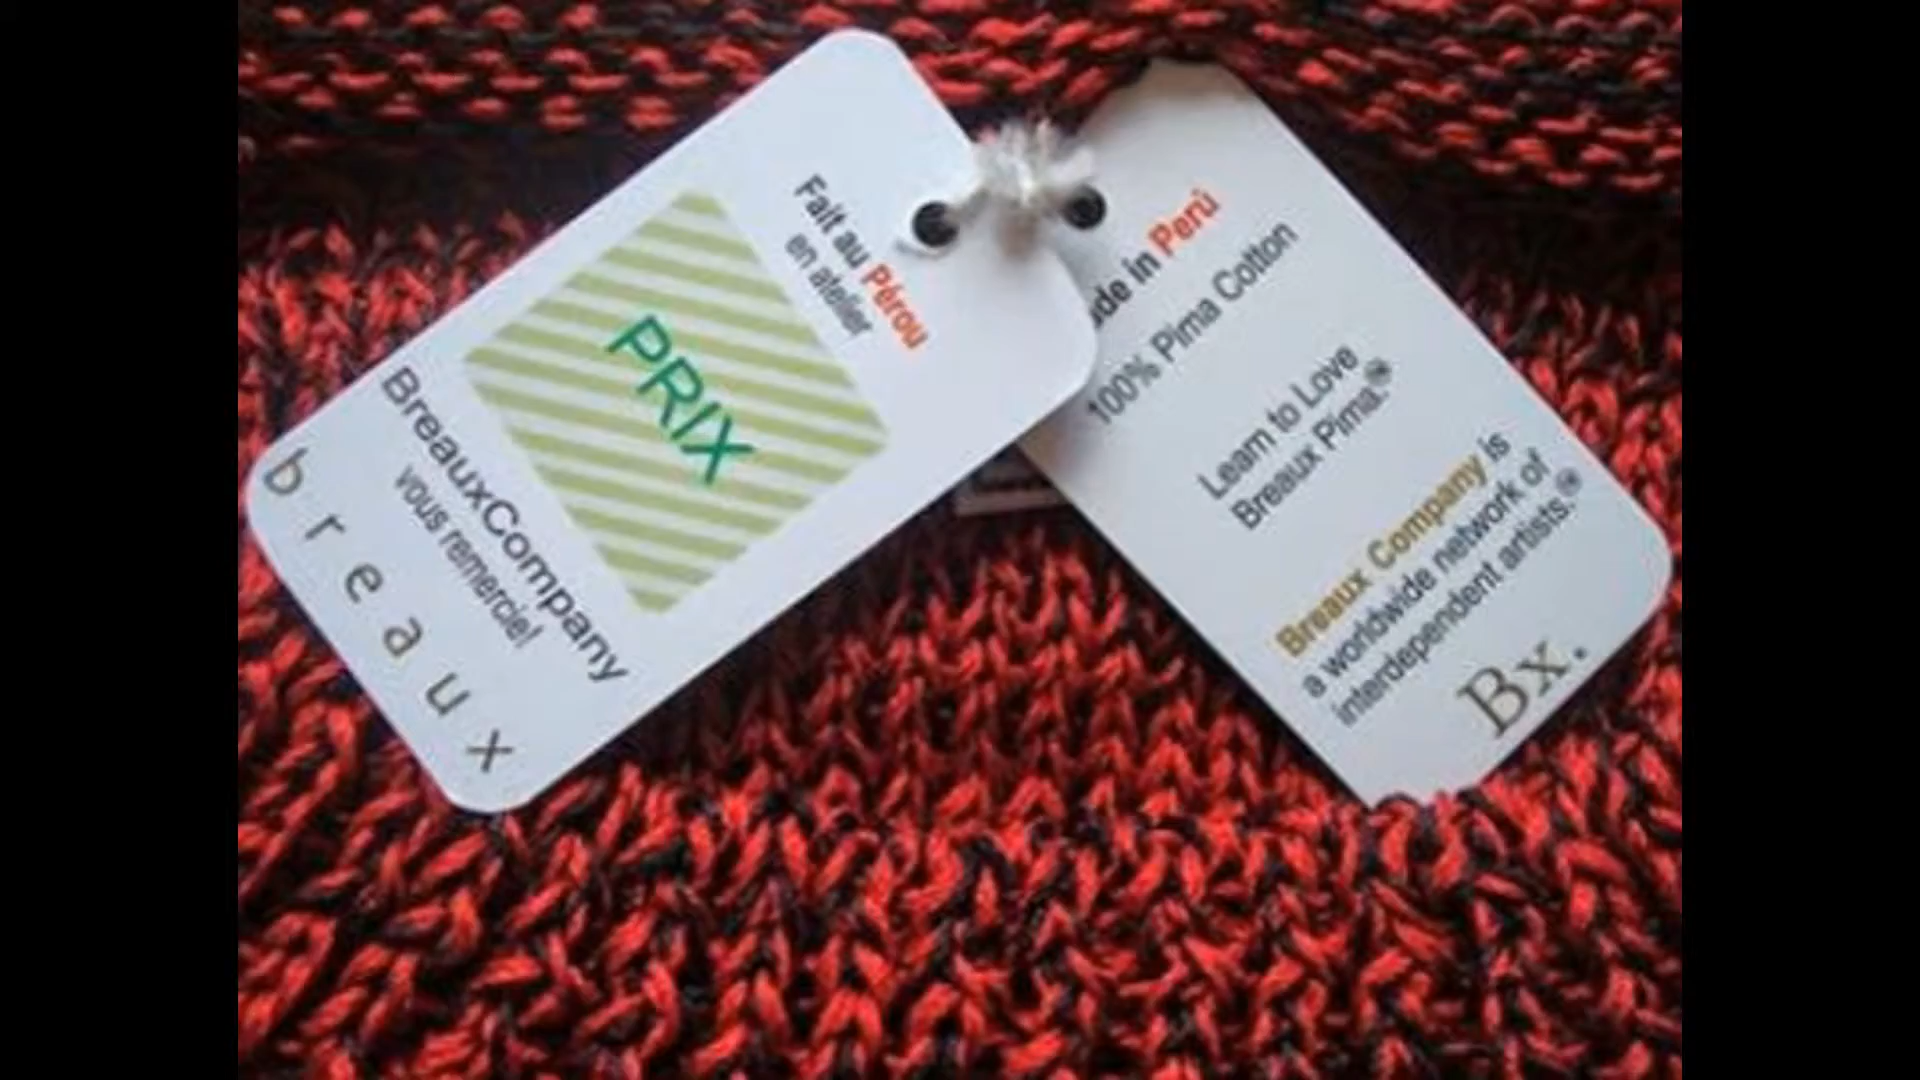 Fait au Pérou
en atelier
PRIX
BreauxCompany
vous remercie!
breaux
de in Perú
100% Pima Cotton
Learn to Love
Breaux Pima.
Breaux Company is
a worldwide network of
interdependent artists.
Bx.